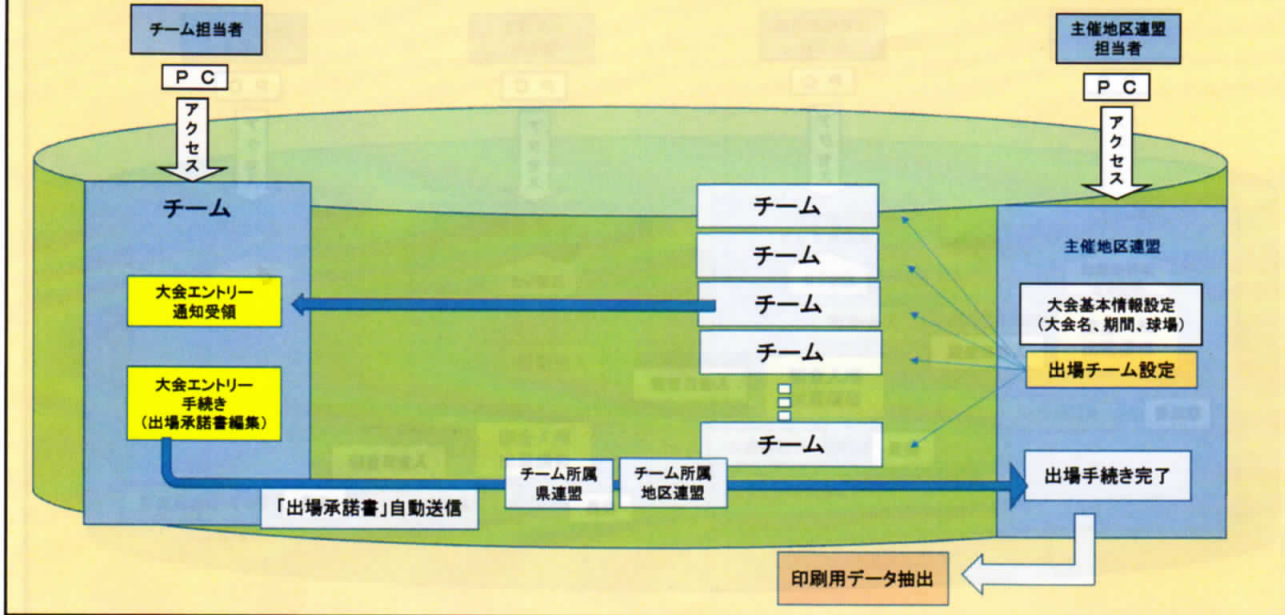 チーム担当者
ＰＣ
アクセス
主催地区連盟
担当者
ＰＣ
アクセス
チーム
大会エントリー
通知受領
大会エントリー
手続き
(出場承諾書編集)
「出場承諾書」自動送信
チーム所属
県連盟
チーム所属
地区連盟
チーム
チーム
チーム
チーム
チーム
主催地区連盟
大会基本情報設定
(大会名、期間、球場)
出場チーム設定
出場手続き完了
印刷用データ抽出